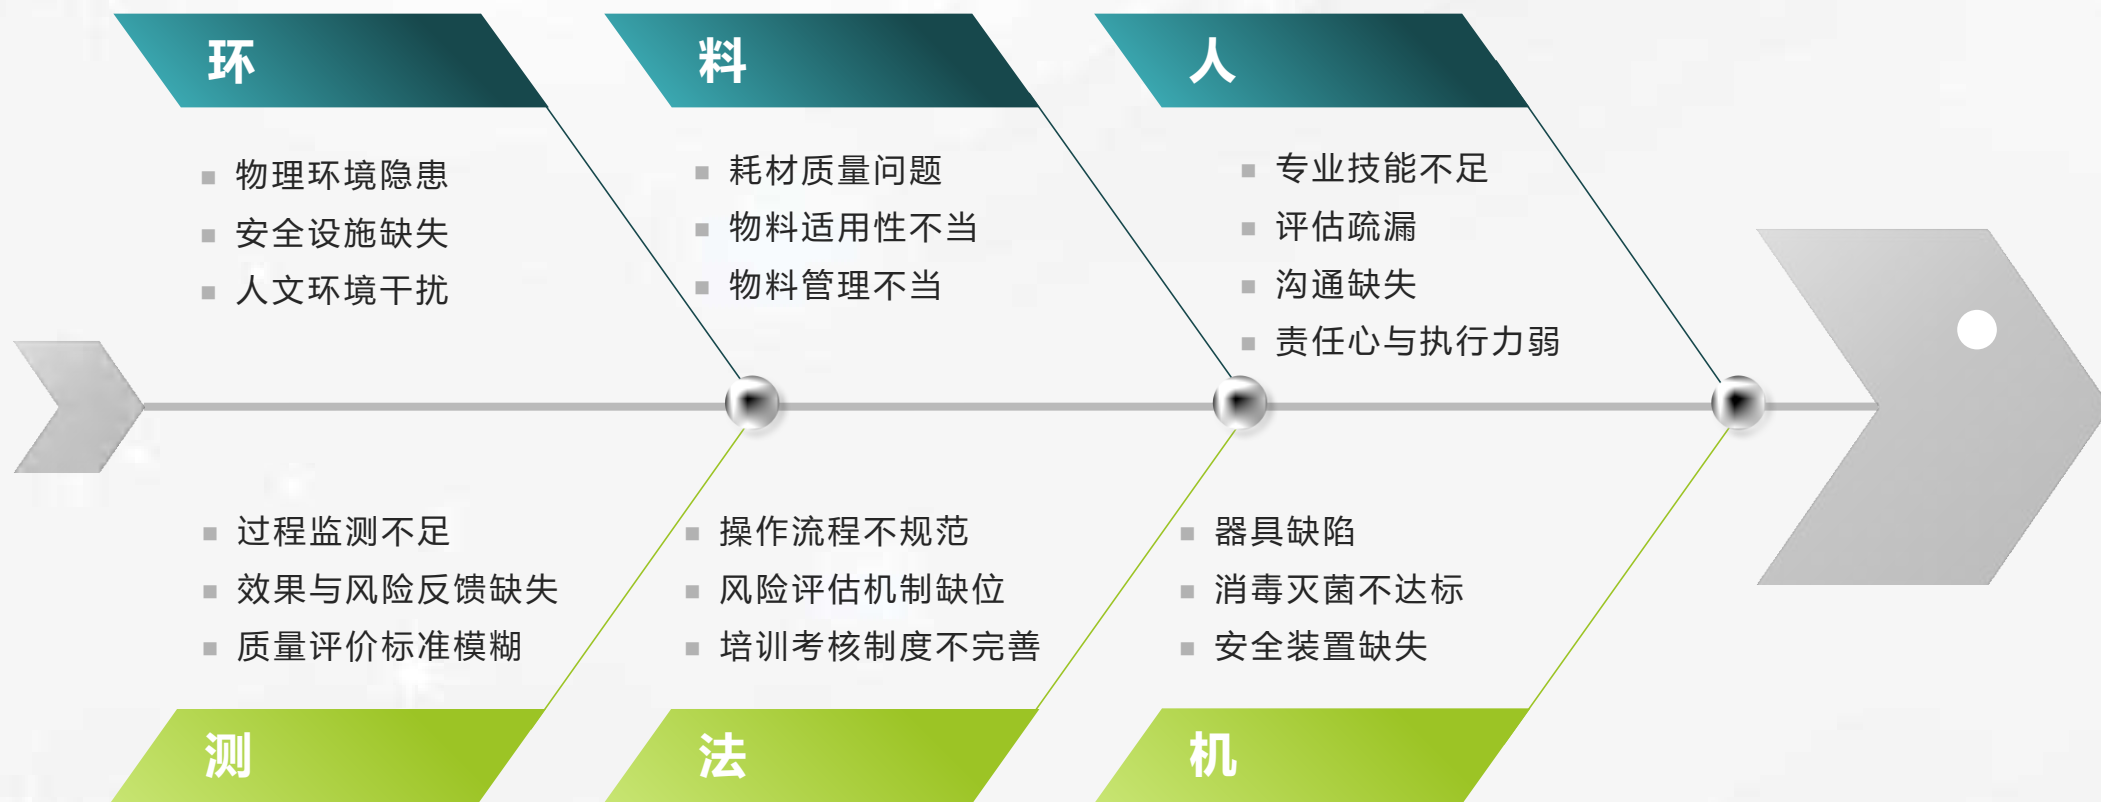 环
物理环境隐患
安全设施缺失
人文环境干扰
料
耗材质量问题
物料适用性不当
物料管理不当
人
专业技能不足
评估疏漏
沟通缺失
责任心与执行力弱
过程监测不足
效果与风险反馈缺失
质量评价标准模糊
测
操作流程不规范
风险评估机制缺位
培训考核制度不完善
法
器具缺陷
消毒灭菌不达标
安全装置缺失
机